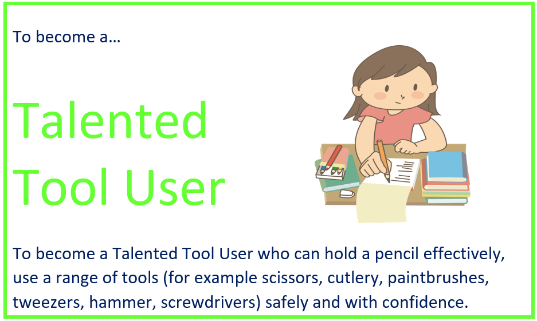 To become a…
Talented
Tool User
To become a Talented Tool User who can hold a pencil effectively,
use a range of tools (for example scissors, cutlery, paintbrushes,
tweezers, hammer, screwdrivers) safely and with confidence.